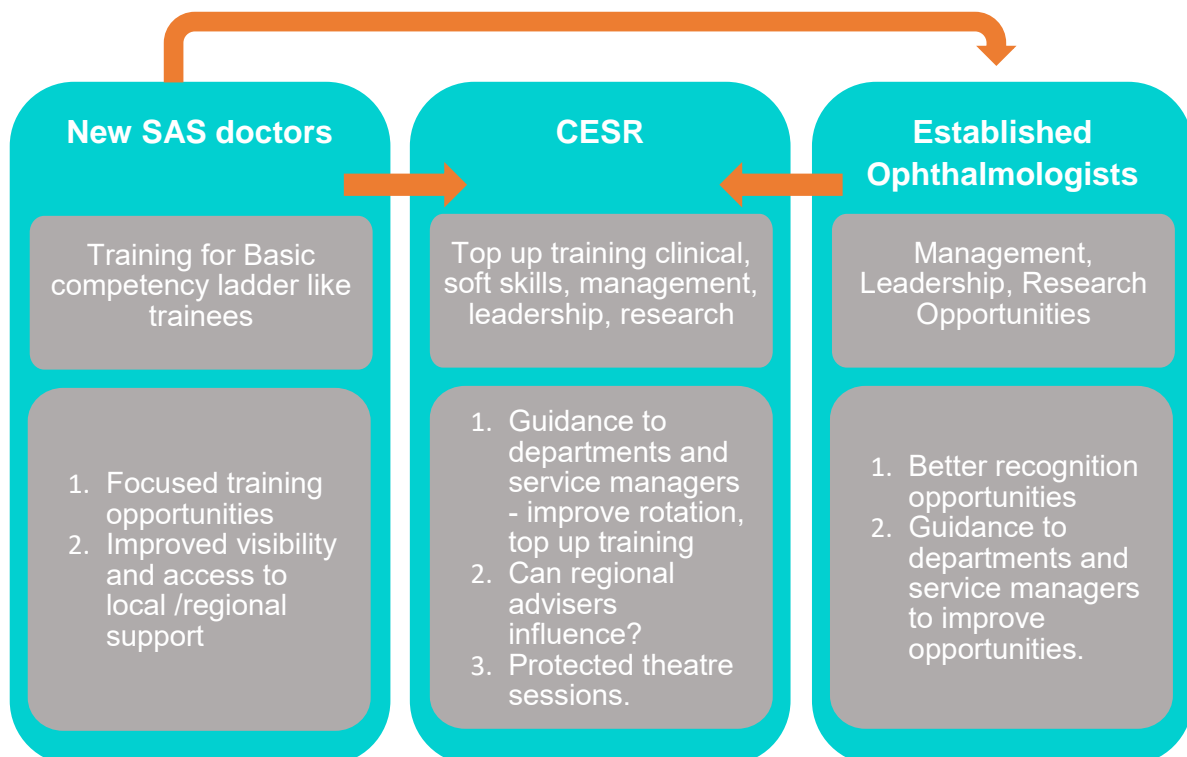 New SAS doctors
Training for Basic
competency ladder like
trainees
1. Focused training
opportunities
2. Improved visibility
and access to
local /regional
support
CESR
Top up training clinical,
soft skills, management,
leadership, research
1. Guidance to
departments and
service managers
- improve rotation,
top up training
2. Can regional
advisers
influence?
3. Protected theatre
sessions.
Established
Ophthalmologists
Management,
Leadership, Research
Opportunities
1. Better recognition
opportunities
2. Guidance to
departments and
service managers
to improve
opportunities.